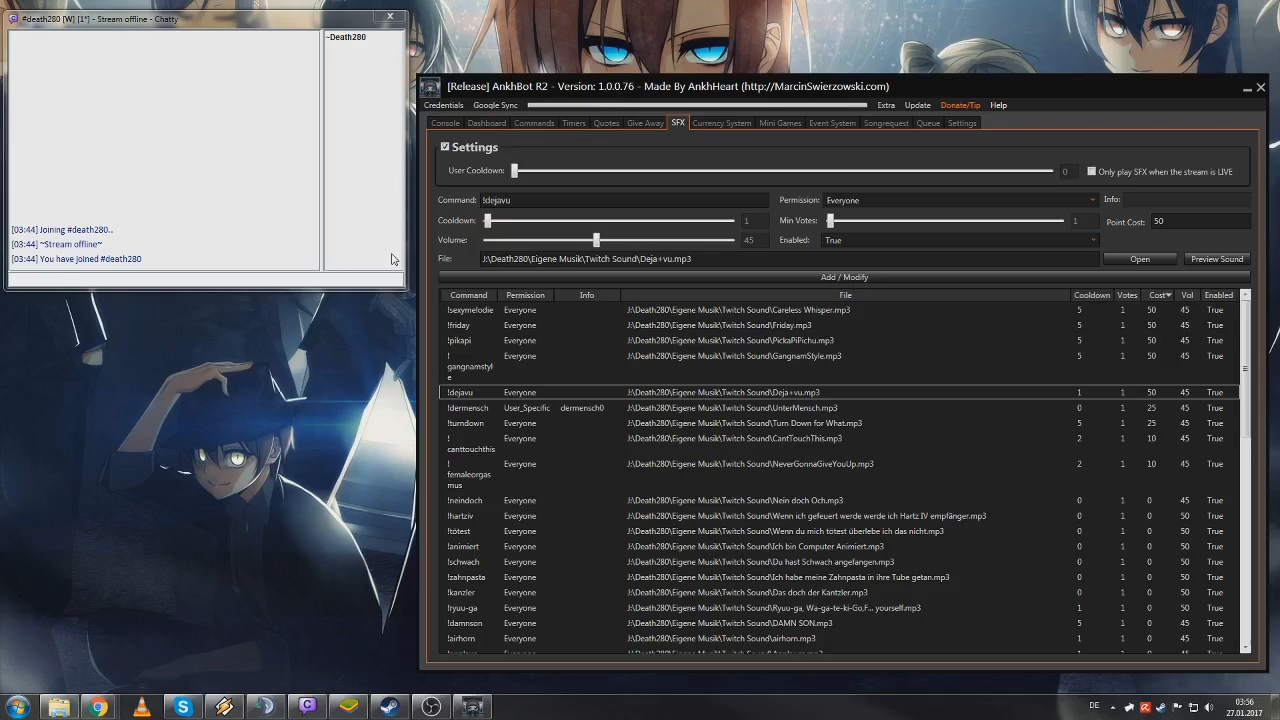 #death280 [W] [1*] - Stream offline - Chatty
~Death280
[03:44] Joining #death280..
[03:44] ~Stream offline~
[03:44] You have joined #death280
[Release] AnkhBot R2 - Version: 1.0.0.76 - Made By AnkhHeart (http://MarcinSwierzowski.com)
Credentials Google Sync Extra Update Donate/Tip Help
Console Dashboard Commands Timers Quotes Give Away SFX Currency System Mini Games Event System Songrequest Queue Settings
Settings
User Cooldown: 0 Only play SFX when the stream is LIVE
Command: !dejavu Permission: Everyone Info:
Cooldown: 1 Min Votes: 1 Point Cost: 50
Volume: 45 Enabled: True
File: J:\Death280\Eigene Musik\Twitch Sound\Deja+vu.mp3 Open Preview Sound
Add / Modify
Command Permission Info File Cooldown Votes Cost Vol Enabled
!sexymelodie Everyone J:\Death280\Eigene Musik\Twitch Sound\Careless Whisper.mp3 5 1 50 45 True
!friday Everyone J:\Death280\Eigene Musik\Twitch Sound\Friday.mp3 5 1 50 45 True
!pikapi Everyone J:\Death280\Eigene Musik\Twitch Sound\PickaPiPichu.mp3 5 1 50 45 True
! Everyone J:\Death280\Eigene Musik\Twitch Sound\GangnamStyle.mp3 5 1 50 45 True
gangnamstyl
e
!dejavu Everyone J:\Death280\Eigene Musik\Twitch Sound\Deja+vu.mp3 1 1 50 45 True
!dermensch User_Specific dermensch0 J:\Death280\Eigene Musik\Twitch Sound\UnterMensch.mp3 0 1 25 45 True
!turndown Everyone J:\Death280\Eigene Musik\Twitch Sound\Turn Down for What.mp3 5 1 25 45 True
! Everyone J:\Death280\Eigene Musik\Twitch Sound\CantTouchThis.mp3 2 1 10 45 True
canttouchthis
! Everyone J:\Death280\Eigene Musik\Twitch Sound\NeverGonnaGiveYouUp.mp3 2 1 10 45 True
femaleorgas
mus
!neindoch Everyone J:\Death280\Eigene Musik\Twitch Sound\Nein doch Och.mp3 0 1 0 50 True
!hartziv Everyone J:\Death280\Eigene Musik\Twitch Sound\Wenn ich gefeuert werde werde ich Hartz IV empfänger.mp3 0 1 0 50 True
!tötest Everyone J:\Death280\Eigene Musik\Twitch Sound\Wenn du mich tötest überlebe ich das nicht.mp3 0 1 0 50 True
!animiert Everyone J:\Death280\Eigene Musik\Twitch Sound\Ich bin Computer Animiert.mp3 0 1 0 50 True
!schwach Everyone J:\Death280\Eigene Musik\Twitch Sound\Du hast Schwach angefangen.mp3 0 1 0 50 True
!zahnpasta Everyone J:\Death280\Eigene Musik\Twitch Sound\Ich habe meine Zahnpasta in ihre Tube getan.mp3 0 1 0 50 True
!kanzler Everyone J:\Death280\Eigene Musik\Twitch Sound\Das doch der Kantzler.mp3 0 1 0 50 True
!ryuu-ga Everyone J:\Death280\Eigene Musik\Twitch Sound\Ryuu-ga, Wa-ga-te-ki-Go,F... yourself.mp3 1 1 0 50 True
!damnson Everyone J:\Death280\Eigene Musik\Twitch Sound\DAMN SON.mp3 5 1 0 45 True
!airhorn Everyone J:\Death280\Eigene Musik\Twitch Sound\airhorn.mp3 1 1 0 45 True
DE 03:56
27.01.2017